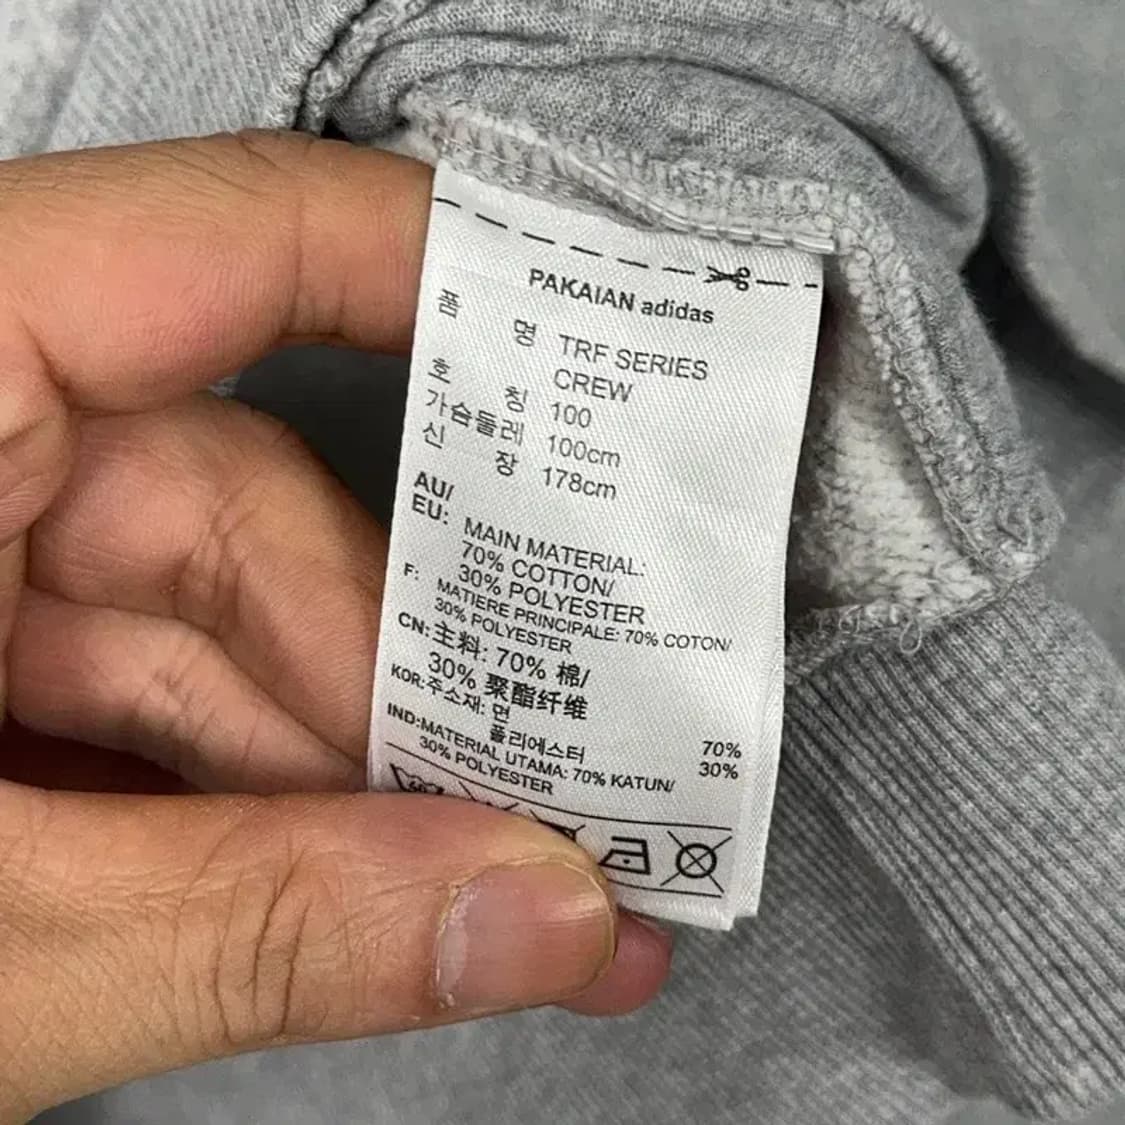 PAKAIAN adidas
품 명 TRF SERIES
CREW
호 칭 100
가슴둘레 100cm
신 장 178cm
AU/
EU: MAIN MATERIAL:
70% COTTON/
30% POLYESTER
F: MATIERE PRINCIPALE: 70% COTON/
30% POLYESTER
CN: 主料: 70% 棉/
30% 聚酯纤维
KOR: 주소재: 면 70%
폴리에스터 30%
IND: MATERIAL UTAMA: 70% KATUN/
30% POLYESTER